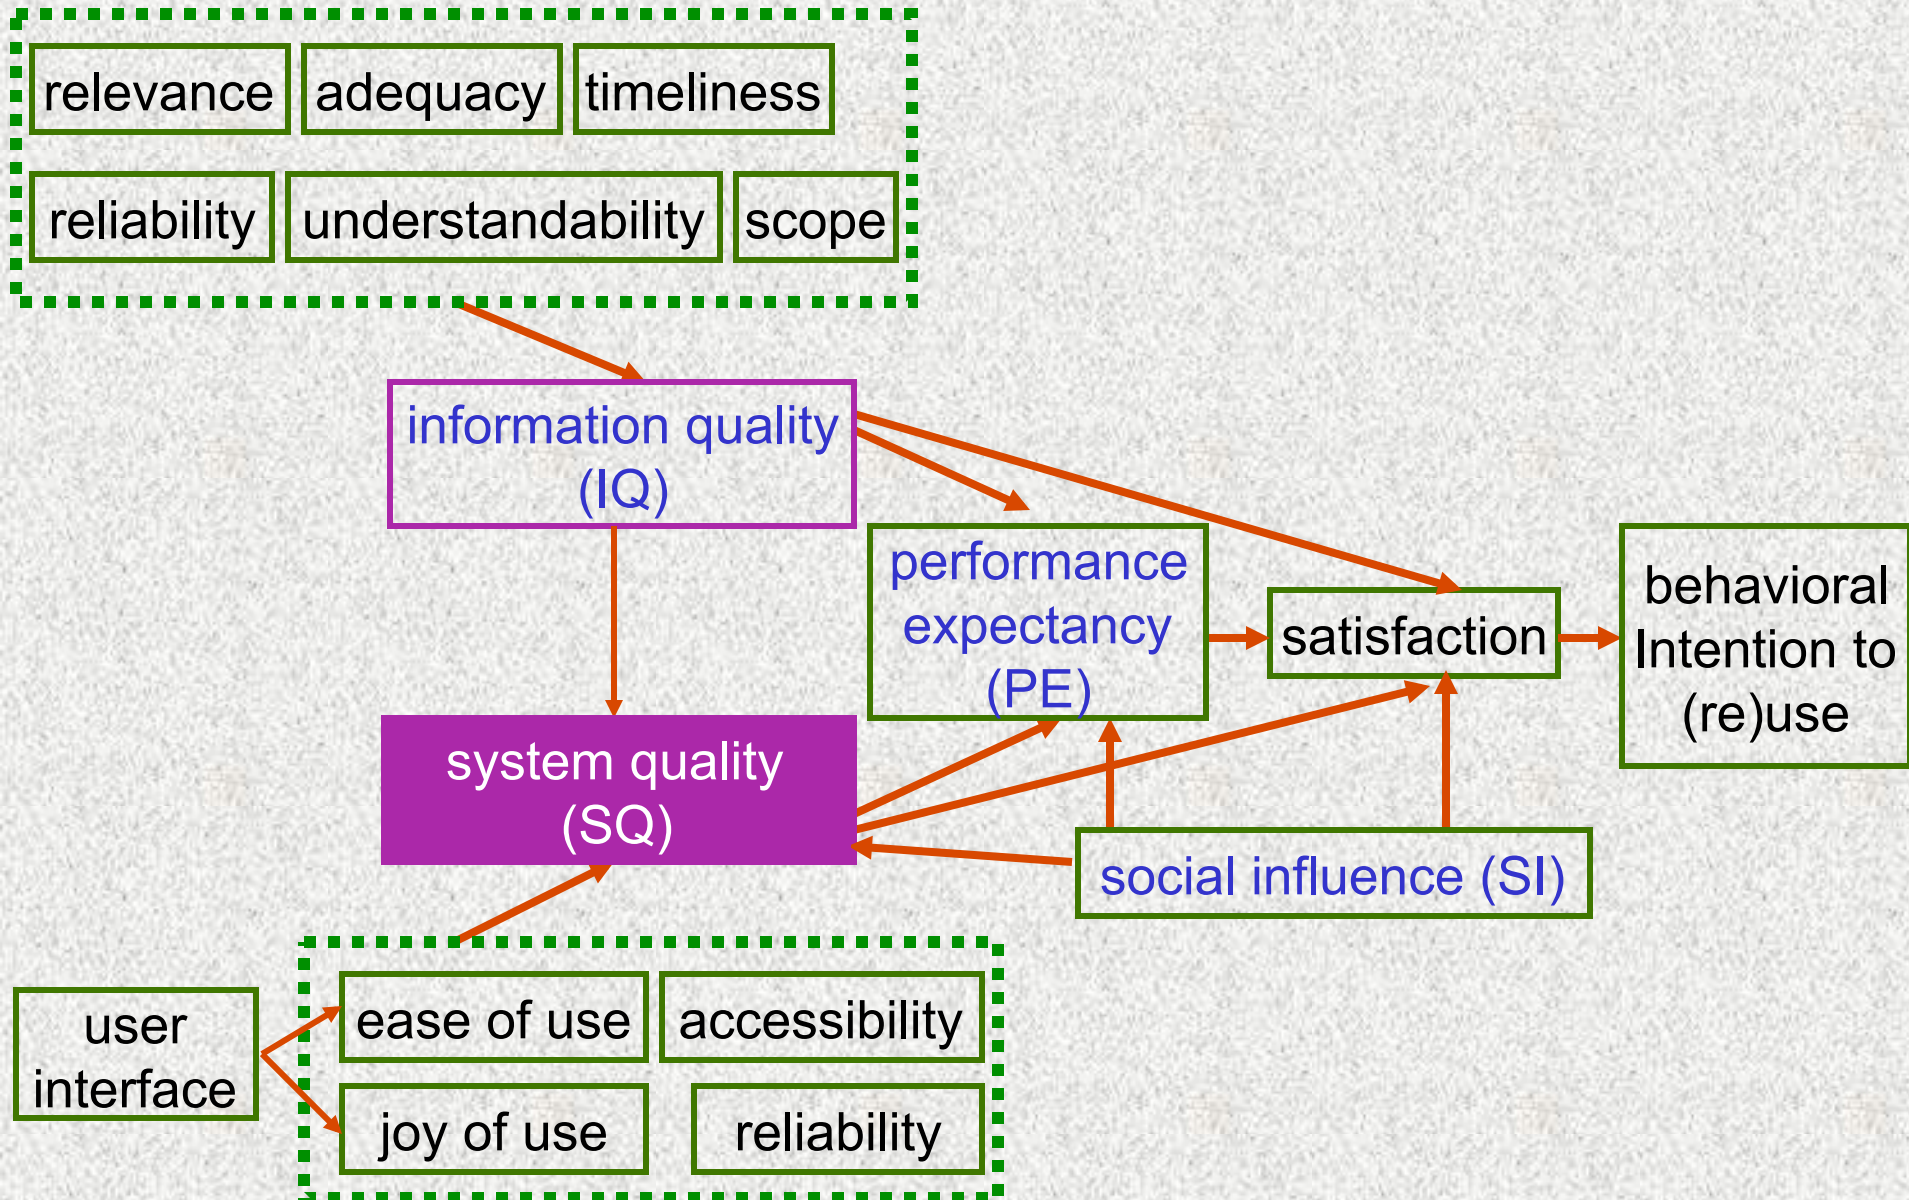 relevance
adequacy
timeliness
reliability
understandability
scope
information quality
(IQ)
performance
expectancy
(PE)
satisfaction
behavioral
Intention to
(re)use
system quality
(SQ)
social influence (SI)
user
interface
ease of use
accessibility
joy of use
reliability